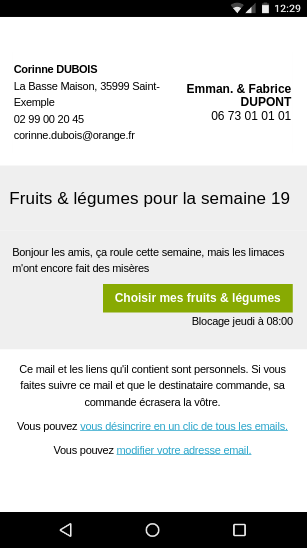 12:29
Corinne DUBOIS
La Basse Maison, 35999 Saint-
Exemple
02 99 00 20 45
corinne.dubois@orange.fr
Emman. & Fabrice
DUPONT
06 73 01 01 01
Fruits & légumes pour la semaine 19
Bonjour les amis, ça roule cette semaine, mais les limaces
m'ont encore fait des misères
Choisir mes fruits & légumes
Blocage jeudi à 08:00
Ce mail et les liens qu'il contient sont personnels. Si vous
faites suivre ce mail et que le destinataire commande, sa
commande écrasera la vôtre.
Vous pouvez vous désincrire en un clic de tous les emails.
Vous pouvez modifier votre adresse email.